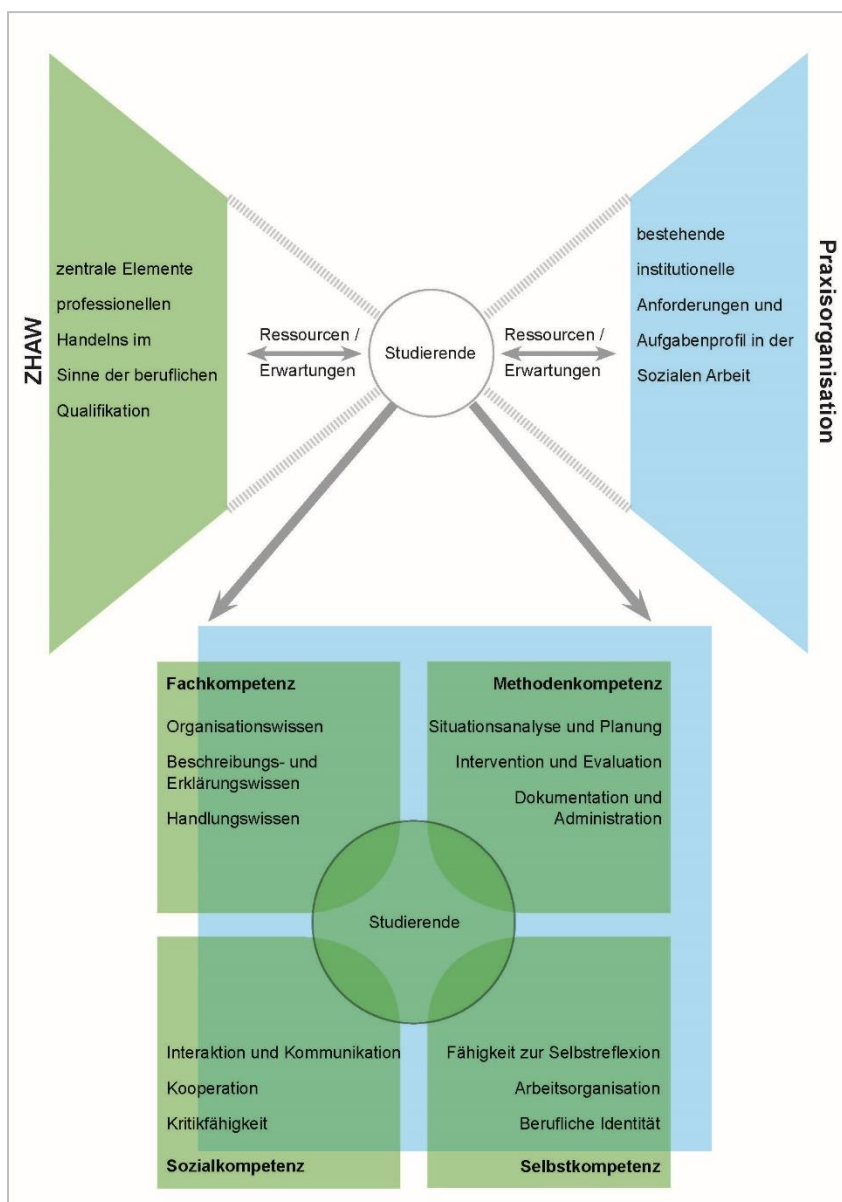 ZHAW
zentrale Elemente
professionellen
Handelns im
Sinne der beruflichen
Qualifikation
Ressourcen /
Erwartungen
Studierende
Ressourcen /
Erwartungen
bestehende
institutionelle
Anforderungen und
Aufgabenprofil in der
Sozialen Arbeit
Praxisorganisation
Fachkompetenz
Organisationswissen
Beschreibungs- und
Erklärungswissen
Handlungswissen
Methodenkompetenz
Situationsanalyse und Planung
Intervention und Evaluation
Dokumentation und
Administration
Studierende
Interaktion und Kommunikation
Kooperation
Kritikfähigkeit
Sozialkompetenz
Fähigkeit zur Selbstreflexion
Arbeitsorganisation
Berufliche Identität
Selbstkompetenz